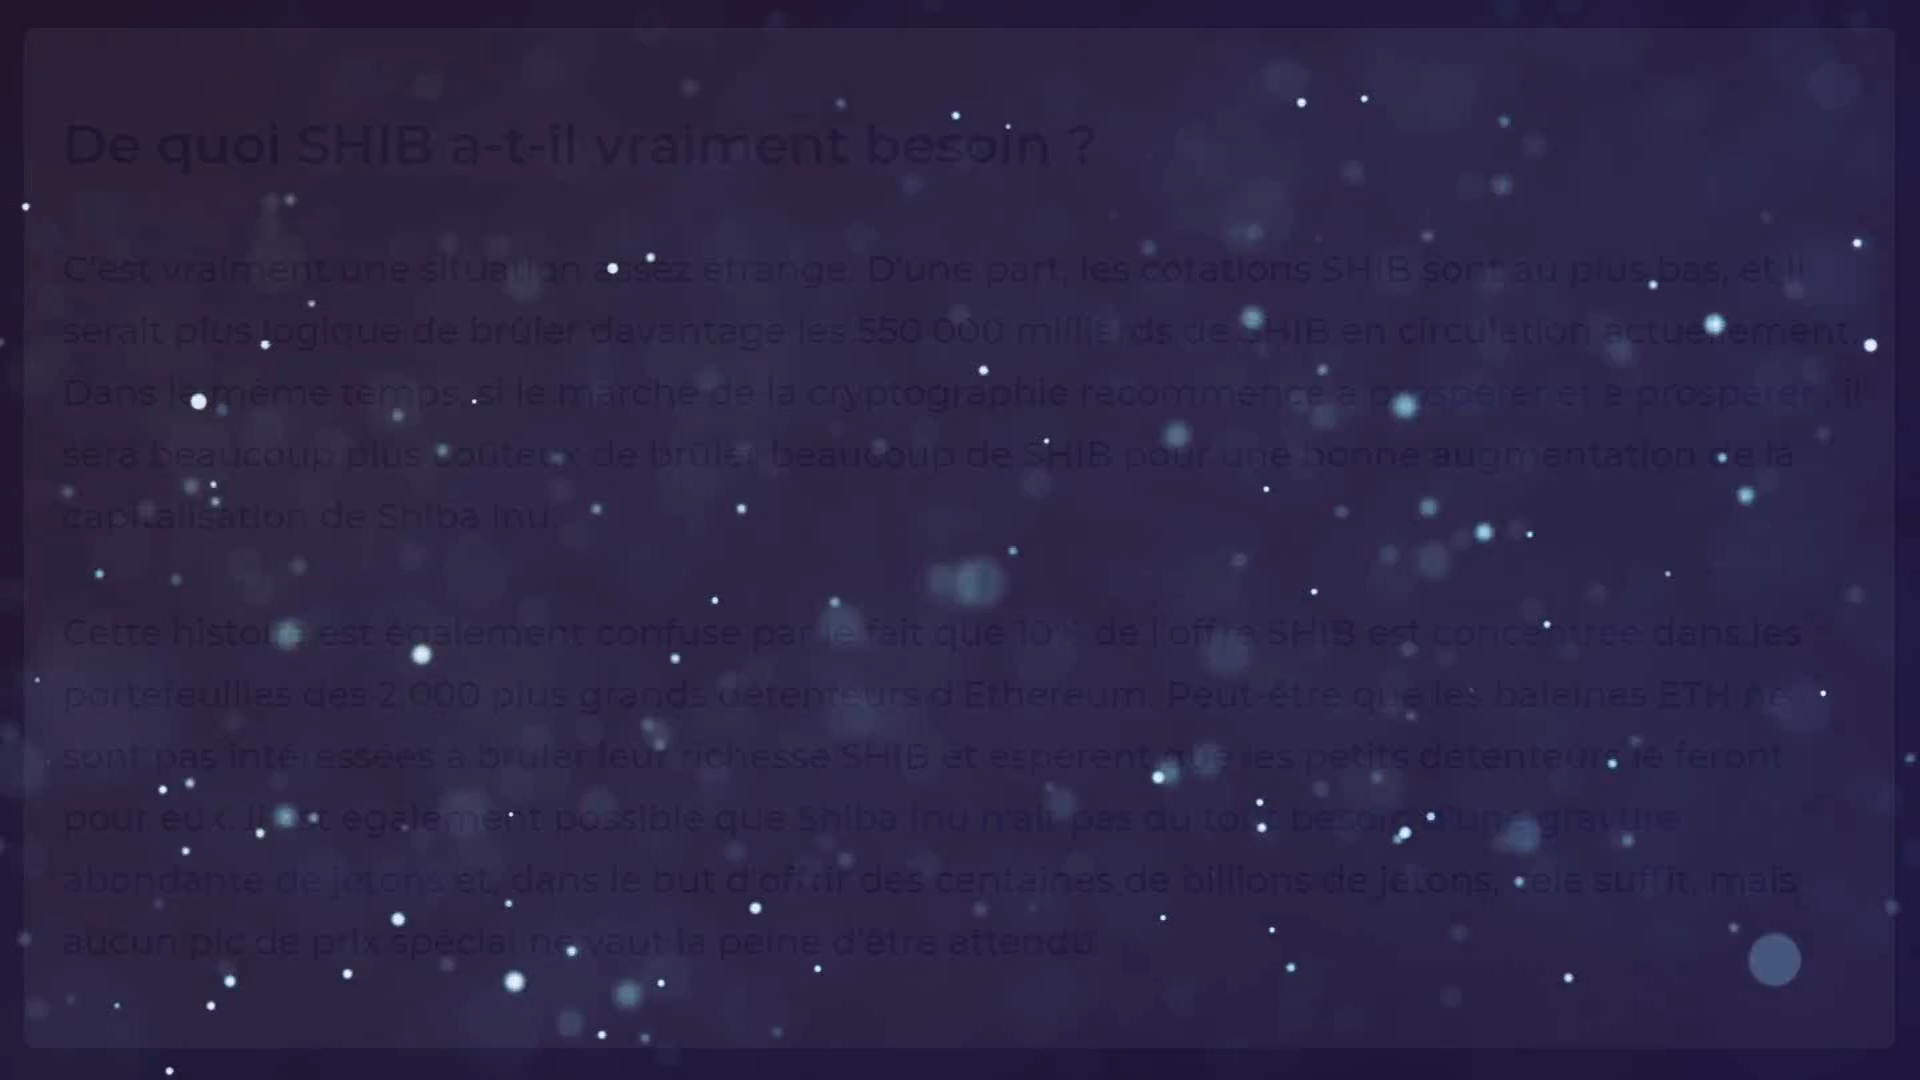 De quoi SHIB a-t-il vraiment besoin ?
C'est vraiment une situation assez étrange. D'une part, les cotations SHIB sont au plus bas, et il
serait plus logique de brûler davantage les 550 000 milliards de SHIB en circulation actuellement.
Dans le même temps, si le marché de la cryptographie recommence à prospérer et à prospérer , il
sera beaucoup plus coûteux de brûler beaucoup de SHIB pour une bonne augmentation de la
capitalisation de Shiba Inu.
Cette histoire est également confuse par le fait que 10% de l'offre SHIB est concentrée dans les
portefeuilles des 2 000 plus grands détenteurs d'Ethereum. Peut-être que les baleines ETH ne
sont pas intéressées à brûler leur richesse SHIB et espèrent que les petits détenteurs le feront
pour eux. Il est également possible que Shiba Inu n'ait pas du tout besoin d'une gravure
abondante de jetons et, dans le but d'offrir des centaines de billions de jetons, cela suffit, mais
aucun pic de prix spécial ne vaut la peine d'être attendu.